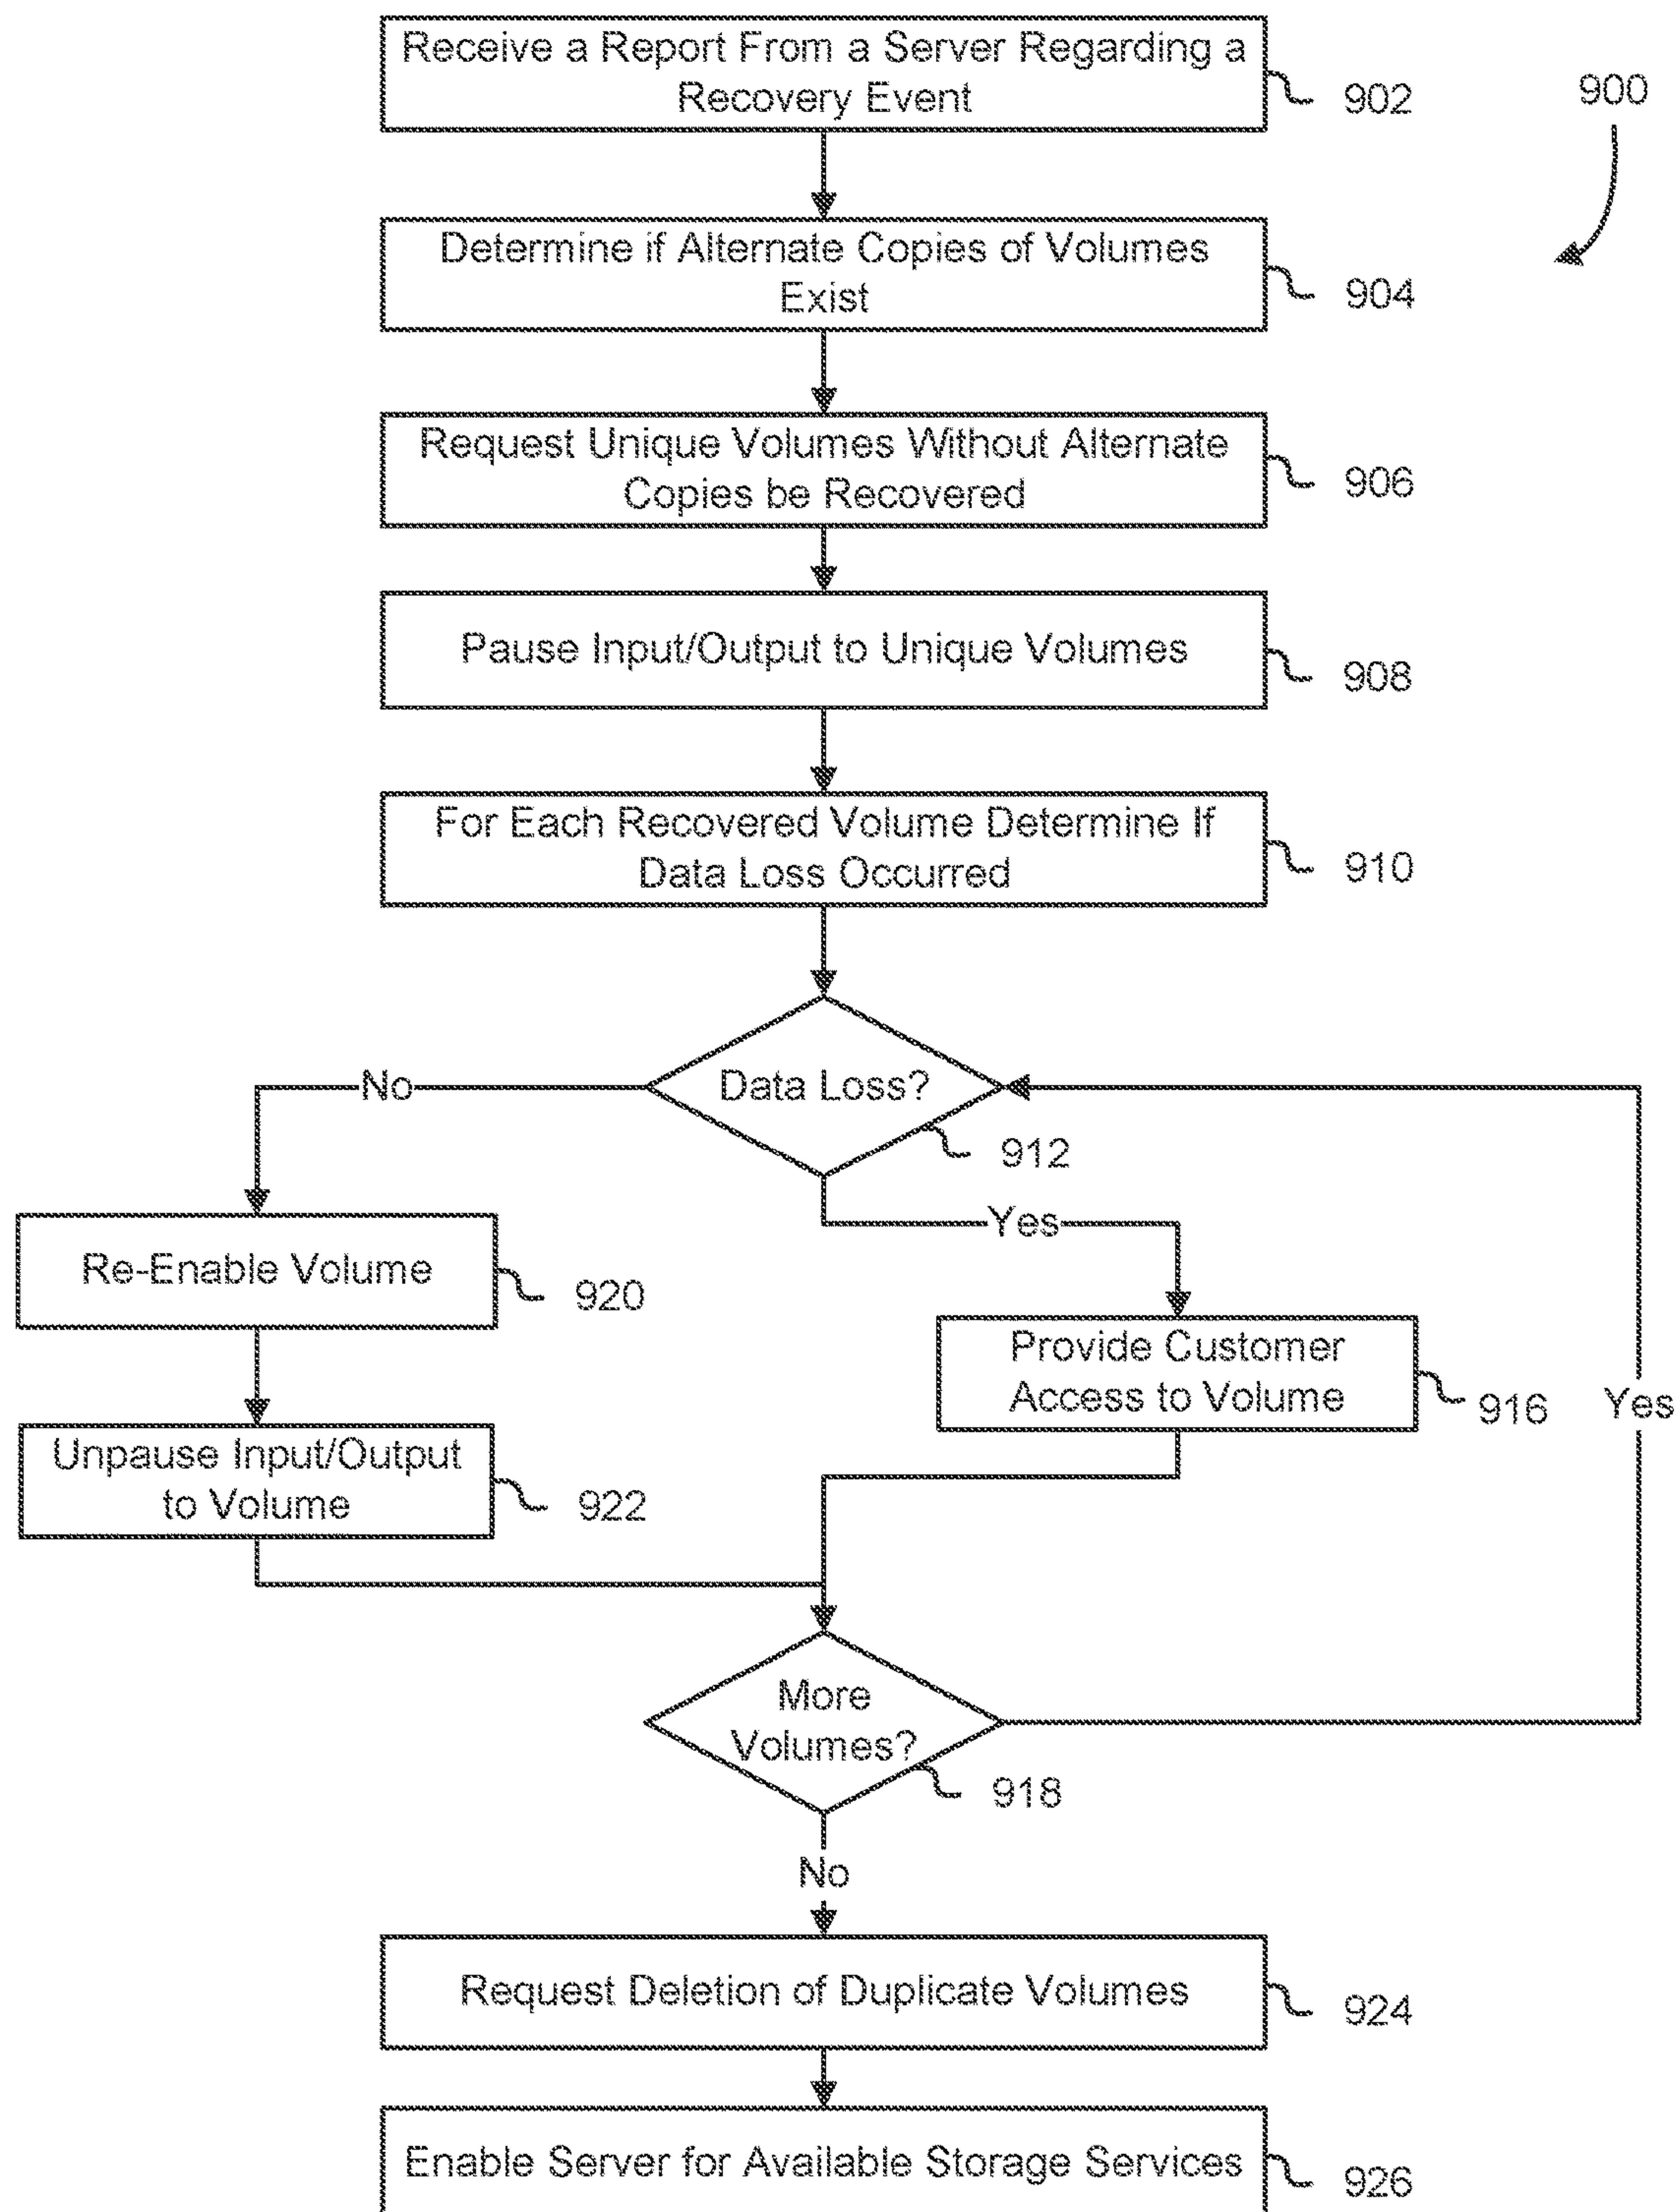 Receive a Report From a Server Regarding a
Recovery Event
902
900
Determine if Alternate Copies of Volumes
Exist
904
Request Unique Volumes Without Alternate
Copies be Recovered
906
Pause Input/Output to Unique Volumes
908
For Each Recovered Volume Determine If
Data Loss Occurred
910
No
Data Loss?
912
Yes
Re-Enable Volume
920
Provide Customer
Access to Volume
916
Yes
Unpause Input/Output
to Volume
922
More
Volumes?
918
No
Request Deletion of Duplicate Volumes
924
Enable Server for Available Storage Services
926